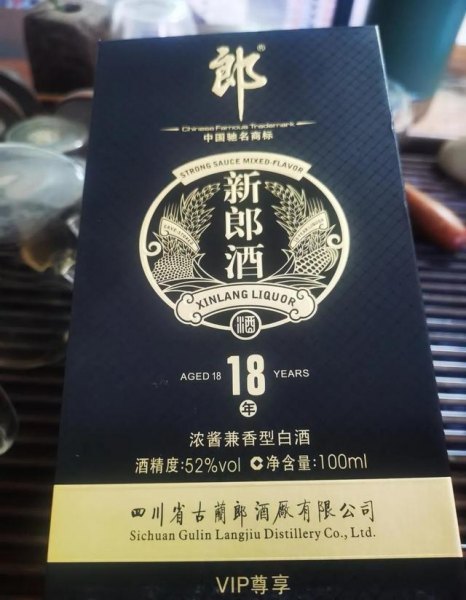 郎®
Chinese Famous Trademark
中国驰名商标
STRONG SAUCE MIXED-FLAVOR
新郎酒
XINLANG LIQUOR
酒
AGED 18 18 YEARS
年
浓酱兼香型白酒
酒精度:52%vol 净含量:100ml
四川省古蔺郎酒厰有限公司
Sichuan Gulin Langjiu Distillery Co., Ltd.
VIP尊享